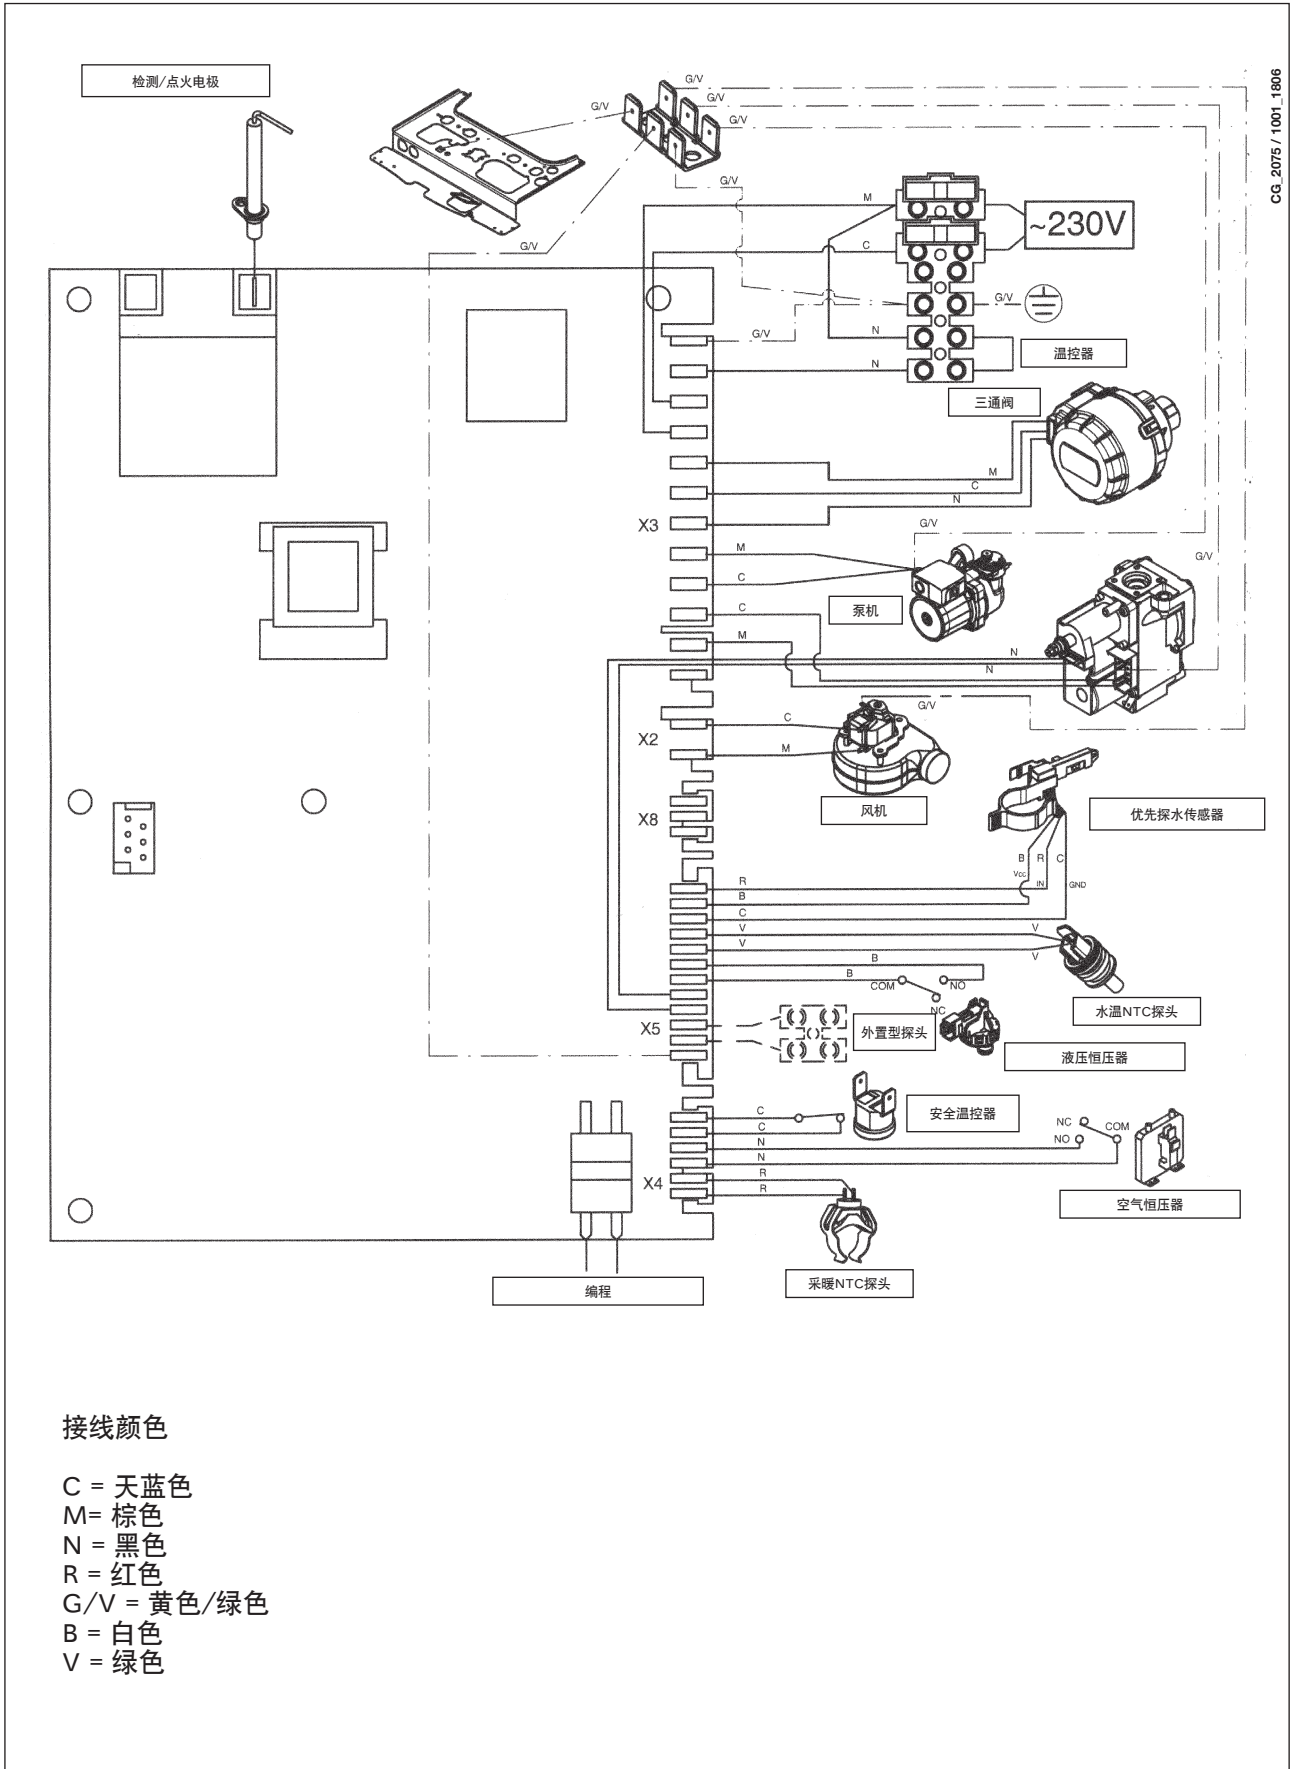 CG_2075 / 1001_1806
检测/点火电极
G/V
G/V
G/V
G/V
G/V
G/V
M
~230V
C
G/V
G/V
N
温控器
N
三通阀
M
C
N
X3
G/V
M
G/V
C
泵机
C
M
N
N
G/V
C
X2
M
风机
优先探水传感器
X8
B
R
C
Vcc
IN
GND
R
B
C
V
V
V
V
B
B
COM
NO
NC
水温NTC探头
X5
外置型探头
液压恒压器
安全温控器
C
C
NC
COM
NO
N
N
R
X4
R
空气恒压器
采暖NTC探头
编程
接线颜色
C = 天蓝色
M= 棕色
N = 黑色
R = 红色
G/V = 黄色/绿色
B = 白色
V = 绿色